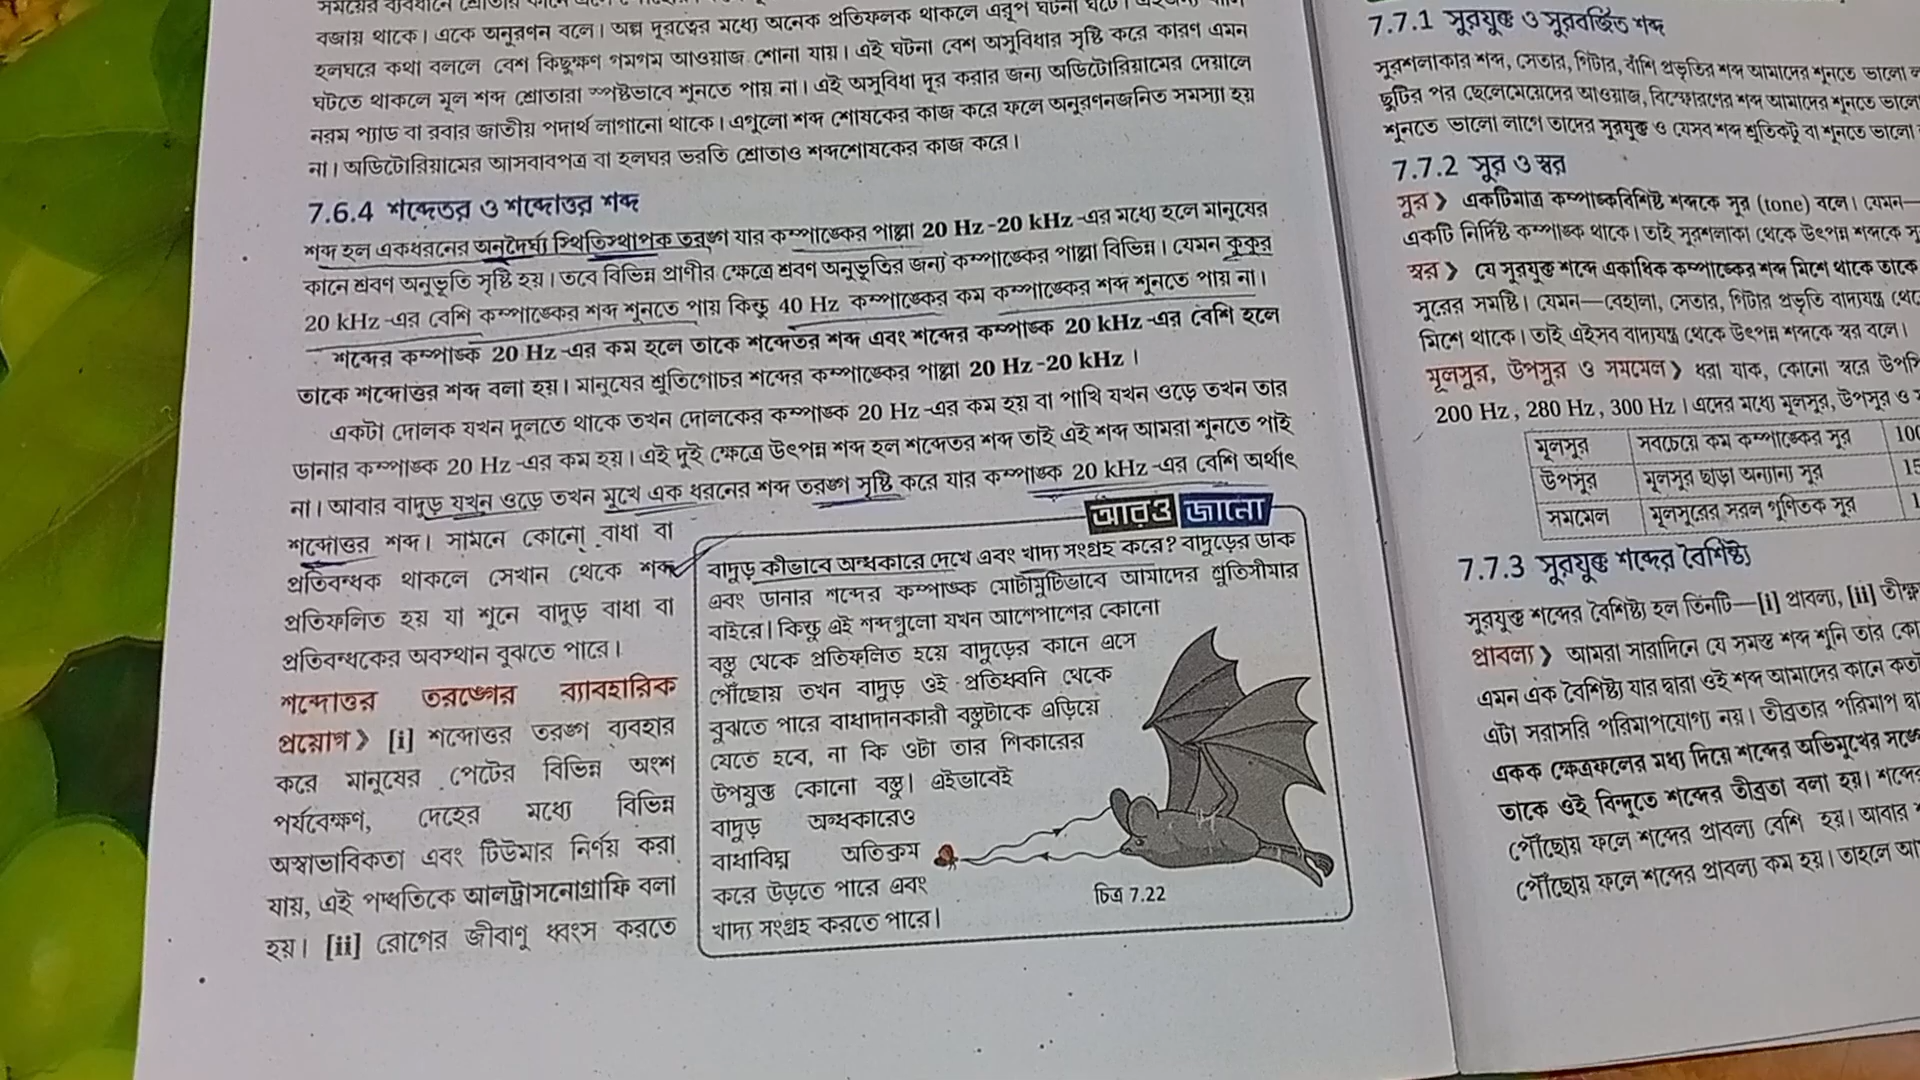 বজায় থাকে। একে অনুরণন বলে। অল্প দূরত্বের মধ্যে অনেক প্রতিফলক থাকলে এরূপ ঘটনা ঘটে।
হলঘরে কথা বললে বেশ কিছুক্ষণ গমগম আওয়াজ শোনা যায়। এই ঘটনা বেশ অসুবিধার সৃষ্টি করে কারণ এমন
ঘটতে থাকলে মূল শব্দ শ্রোতারা স্পষ্টভাবে শুনতে পায় না। এই অসুবিধা দূর করার জন্য অডিটোরিয়ামের দেয়ালে
নরম প্যাড বা রবার জাতীয় পদার্থ লাগানো থাকে। এগুলো শব্দ শোষকের কাজ করে ফলে অনুরণনজনিত সমস্যা হয়
না। অডিটোরিয়ামের আসবাবপত্র বা হলঘর ভরতি শ্রোতাও শব্দশোষকের কাজ করে।
7.6.4 শব্দেতর ও শব্দোত্তর শব্দ
শব্দ হল একধরনের অনুদৈর্ঘ্য স্থিতিস্থাপক তরঙ্গ যার কম্পাঙ্কের পাল্লা 20 Hz-20 kHz-এর মধ্যে হলে মানুষের
কানে শ্রবণ অনুভূতি সৃষ্টি হয়। তবে বিভিন্ন প্রাণীর ক্ষেত্রে শ্রবণ অনুভূতির জন্য কম্পাঙ্কের পাল্লা বিভিন্ন। যেমন কুকুর
20 kHz-এর বেশি কম্পাঙ্কের শব্দ শুনতে পায় কিন্তু 40 Hz কম্পাঙ্কের কম কম্পাঙ্কের শব্দ শুনতে পায় না।
শব্দের কম্পাঙ্ক 20 Hz-এর কম হলে তাকে শব্দেতর শব্দ এবং শব্দের কম্পাঙ্ক 20 kHz-এর বেশি হলে
তাকে শব্দোত্তর শব্দ বলা হয়। মানুষের শ্রুতিগোচর শব্দের কম্পাঙ্কের পাল্লা 20 Hz-20 kHz।
একটা দোলক যখন দুলতে থাকে তখন দোলকের কম্পাঙ্ক 20 Hz-এর কম হয় বা পাখি যখন ওড়ে তখন তার
ডানার কম্পাঙ্ক 20 Hz-এর কম হয়। এই দুই ক্ষেত্রে উৎপন্ন শব্দ হল শব্দেতর শব্দ তাই এই শব্দ আমরা শুনতে পাই
না। আবার বাদুড় যখন ওড়ে তখন মুখে এক ধরনের শব্দ তরঙ্গ সৃষ্টি করে যার কম্পাঙ্ক 20 kHz-এর বেশি অর্থাৎ
শব্দোত্তর শব্দ। সামনে কোনো বাধা বা
প্রতিবন্ধক থাকলে সেখান থেকে শব্দ
প্রতিফলিত হয় যা শুনে বাদুড় বাধা বা
প্রতিবন্ধকের অবস্থান বুঝতে পারে।
শব্দোত্তর তরঙ্গের ব্যাবহারিক
প্রয়োগ❯ [i] শব্দোত্তর তরঙ্গ ব্যবহার
করে মানুষের পেটের বিভিন্ন অংশ
পর্যবেক্ষণ, দেহের মধ্যে বিভিন্ন
অস্বাভাবিকতা এবং টিউমার নির্ণয় করা
যায়, এই পদ্ধতিকে আলট্রাসনোগ্রাফি বলা
হয়। [ii] রোগের জীবাণু ধ্বংস করতে
আরও জানো
বাদুড় কীভাবে অন্ধকারে দেখে এবং খাদ্য সংগ্রহ করে? বাদুড়ের ডাক
এবং ডানার শব্দের কম্পাঙ্ক মোটামুটিভাবে আমাদের শ্রুতিসীমার
বাইরে। কিন্তু এই শব্দগুলো যখন আশেপাশের কোনো
বস্তু থেকে প্রতিফলিত হয়ে বাদুড়ের কানে এসে
পৌঁছোয় তখন বাদুড় ওই প্রতিধ্বনি থেকে
বুঝতে পারে বাধাদানকারী বস্তুটাকে এড়িয়ে
যেতে হবে, না কি ওটা তার শিকারের
উপযুক্ত কোনো বস্তু। এইভাবেই
বাদুড় অন্ধকারেও
বাধাবিঘ্ন অতিক্রম
করে উড়তে পারে এবং
খাদ্য সংগ্রহ করতে পারে।
চিত্র 7.22
7.7.1 সুরযুক্ত ও সুরবর্জিত শব্দ
সুরশলাকার শব্দ, সেতার, গিটার, বাঁশি প্রভৃতির শব্দ আমাদের শুনতে ভালো
ছুটির পর ছেলেমেয়েদের আওয়াজ, বিস্ফোরণের শব্দ আমাদের শুনতে ভালো
শুনতে ভালো লাগে তাদের সুরযুক্ত ও যেসব শব্দ শ্রুতিকটু বা শুনতে ভালো
7.7.2 সুর ও স্বর
সুর❯ একটিমাত্র কম্পাঙ্কবিশিষ্ট শব্দকে সুর (tone) বলে। যেমন—
একটি নির্দিষ্ট কম্পাঙ্ক থাকে। তাই সুরশলাকা থেকে উৎপন্ন শব্দকে
স্বর❯ যে সুরযুক্ত শব্দে একাধিক কম্পাঙ্কের শব্দ মিশে থাকে তাকে
সুরের সমষ্টি। যেমন—বেহালা, সেতার, গিটার প্রভৃতি বাদ্যযন্ত্র
মিশে থাকে। তাই এইসব বাদ্যযন্ত্র থেকে উৎপন্ন শব্দকে স্বর বলে।
মূলসুর, উপসুর ও সমমেল❯ ধরা যাক, কোনো স্বরে
200 Hz, 280 Hz, 300 Hz। এদের মধ্যে মূলসুর, উপসুর ও
মূলসুর সবচেয়ে কম কম্পাঙ্কের সুর
উপসুর মূলসুর ছাড়া অন্যান্য সুর
সমমেল মূলসুরের সরল গুণিতক সুর
7.7.3 সুরযুক্ত শব্দের বৈশিষ্ট্য
সুরযুক্ত শব্দের বৈশিষ্ট্য হল তিনটি—[i] প্রাবল্য, [ii]
প্রাবল্য❯ আমরা সারাদিনে যে সমস্ত শব্দ শুনি তার
এমন এক বৈশিষ্ট্য যার দ্বারা ওই শব্দ আমাদের কানে
এটা সরাসরি পরিমাপযোগ্য নয়। তীব্রতার পরিমাপ
একক ক্ষেত্রফলের মধ্য দিয়ে শব্দের অভিমুখের
তাকে ওই বিন্দুতে শব্দের তীব্রতা বলা হয়।
পৌঁছোয় ফলে শব্দের প্রাবল্য বেশি হয়। আবার
পৌঁছোয় ফলে শব্দের প্রাবল্য কম হয়। তাহলে